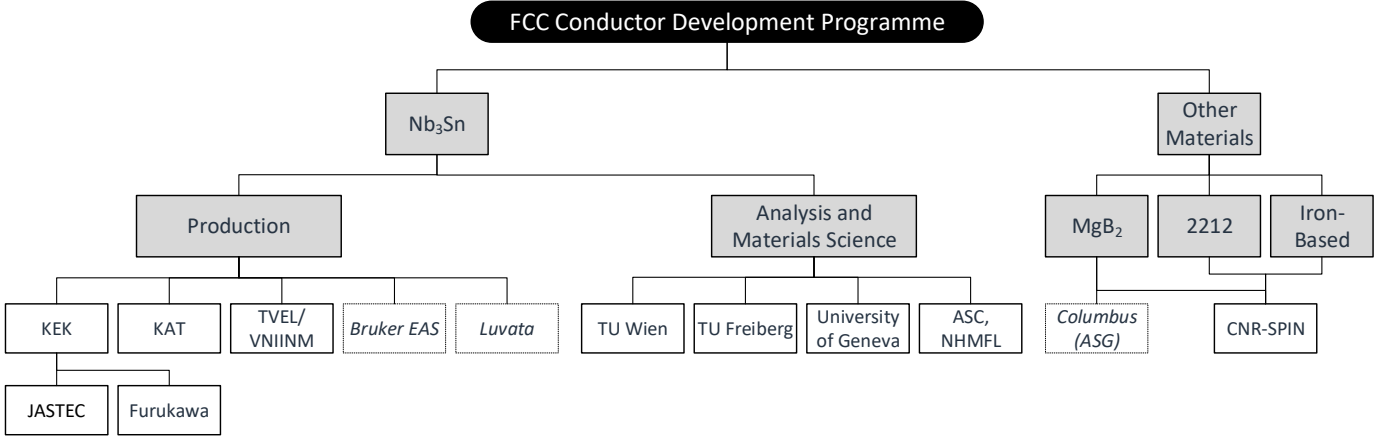 FCC Conductor Development Programme
Nb₃Sn
Other
Materials
Production
Analysis and
Materials Science
MgB₂
2212
Iron-
Based
KEK
KAT
TVEL/
VNIINM
Bruker EAS
Luvata
TU Wien
TU Freiberg
University
of Geneva
ASC,
NHMFL
Columbus
(ASG)
CNR-SPIN
JASTEC
Furukawa